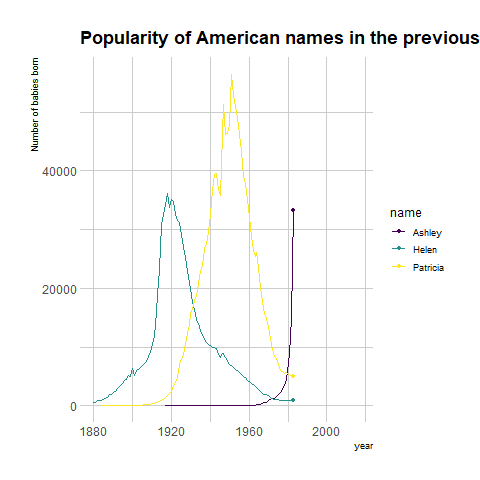 Popularity of American names in the previous
Number of babies born
40000
20000
0
1880 1920 1960 2000
year
name
Ashley
Helen
Patricia